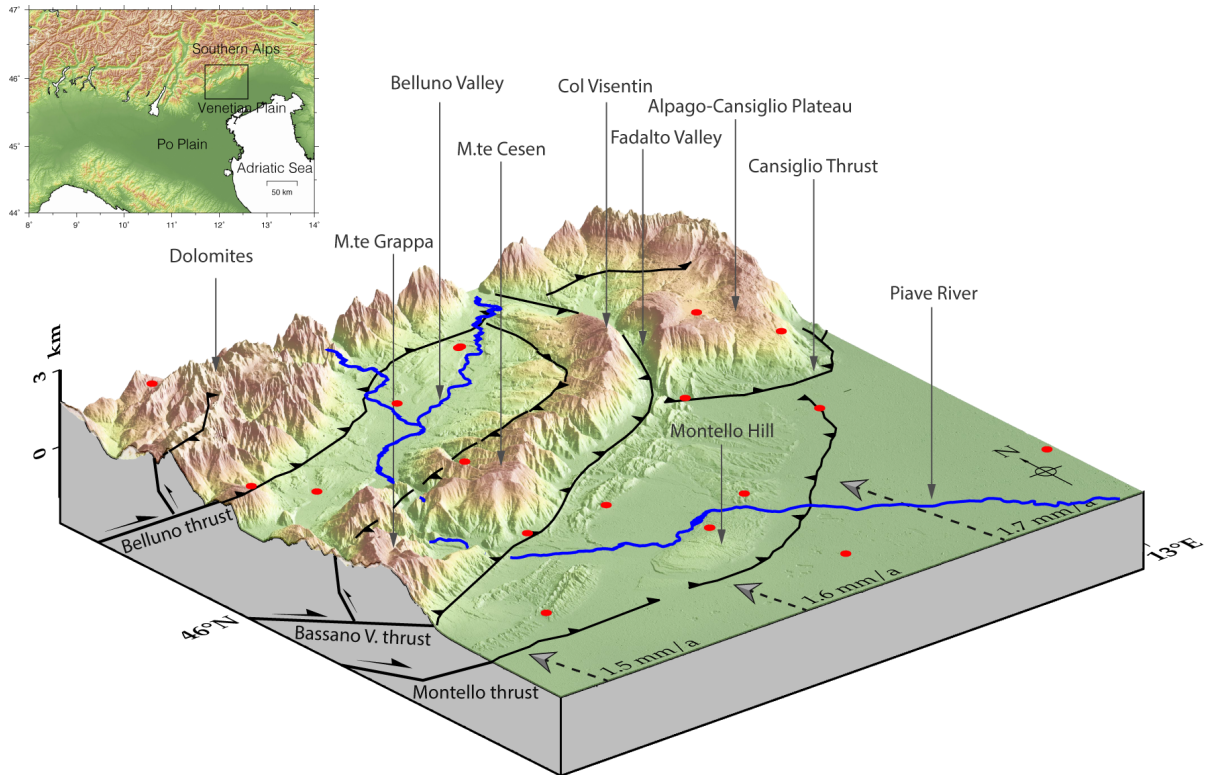 47°
46°
45°
44°
8°
9°
10°
11°
12°
13°
14°
Southern Alps
Venetian Plain
Po Plain
Adriatic Sea
50 km
Belluno Valley
Col Visentin
Alpago-Cansiglio Plateau
Fadalto Valley
M.te Cesen
Cansiglio Thrust
M.te Grappa
Dolomites
Piave River
km
3
0
Montello Hill
N
Belluno thrust
1.7 mm/a
1.6 mm/a
1.5 mm/a
13°E
46°N
Bassano V. thrust
Montello thrust